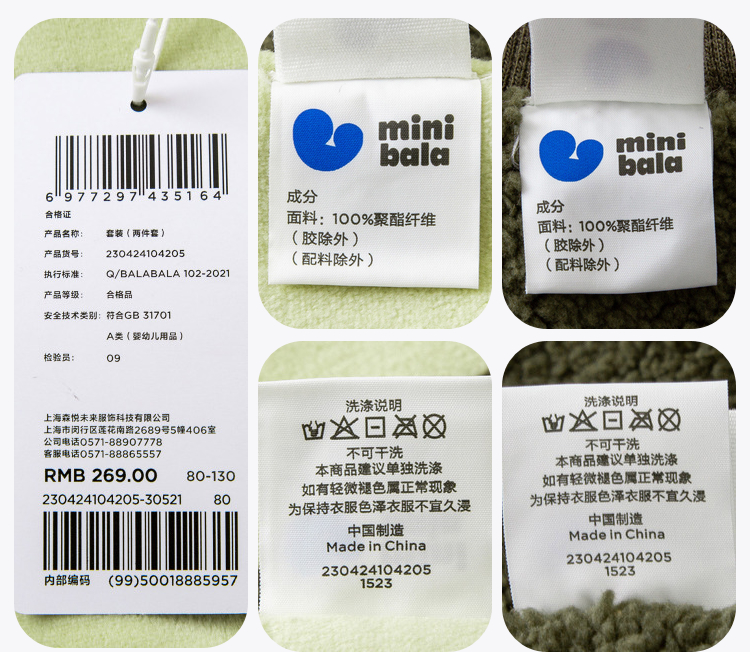 6 977297 435164
合格证
产品名称: 套装（两件套）
产品货号: 230424104205
执行标准: Q/BALABALA 102-2021
产品等级: 合格品
安全技术类别: 符合GB 31701
A类（婴幼儿用品）
检验员: 09
上海森悦未来服饰科技有限公司
上海市闵行区莲花南路2689号5幢406室
公司电话0571-88907778
客服电话0571-88865557
RMB 269.00 80-130
230424104205-30521 80
内部编码 (99)50018885957
mini
bala
成分
面料：100%聚酯纤维
（胶除外）
（配料除外）
mini
bala
成分
面料：100%聚酯纤维
（胶除外）
（配料除外）
洗涤说明
不可干洗
本商品建议单独洗涤
如有轻微褪色属正常现象
为保持衣服色泽衣服不宜久浸
中国制造
Made in China
230424104205
1523
洗涤说明
不可干洗
本商品建议单独洗涤
如有轻微褪色属正常现象
为保持衣服色泽衣服不宜久浸
中国制造
Made in China
230424104205
1523